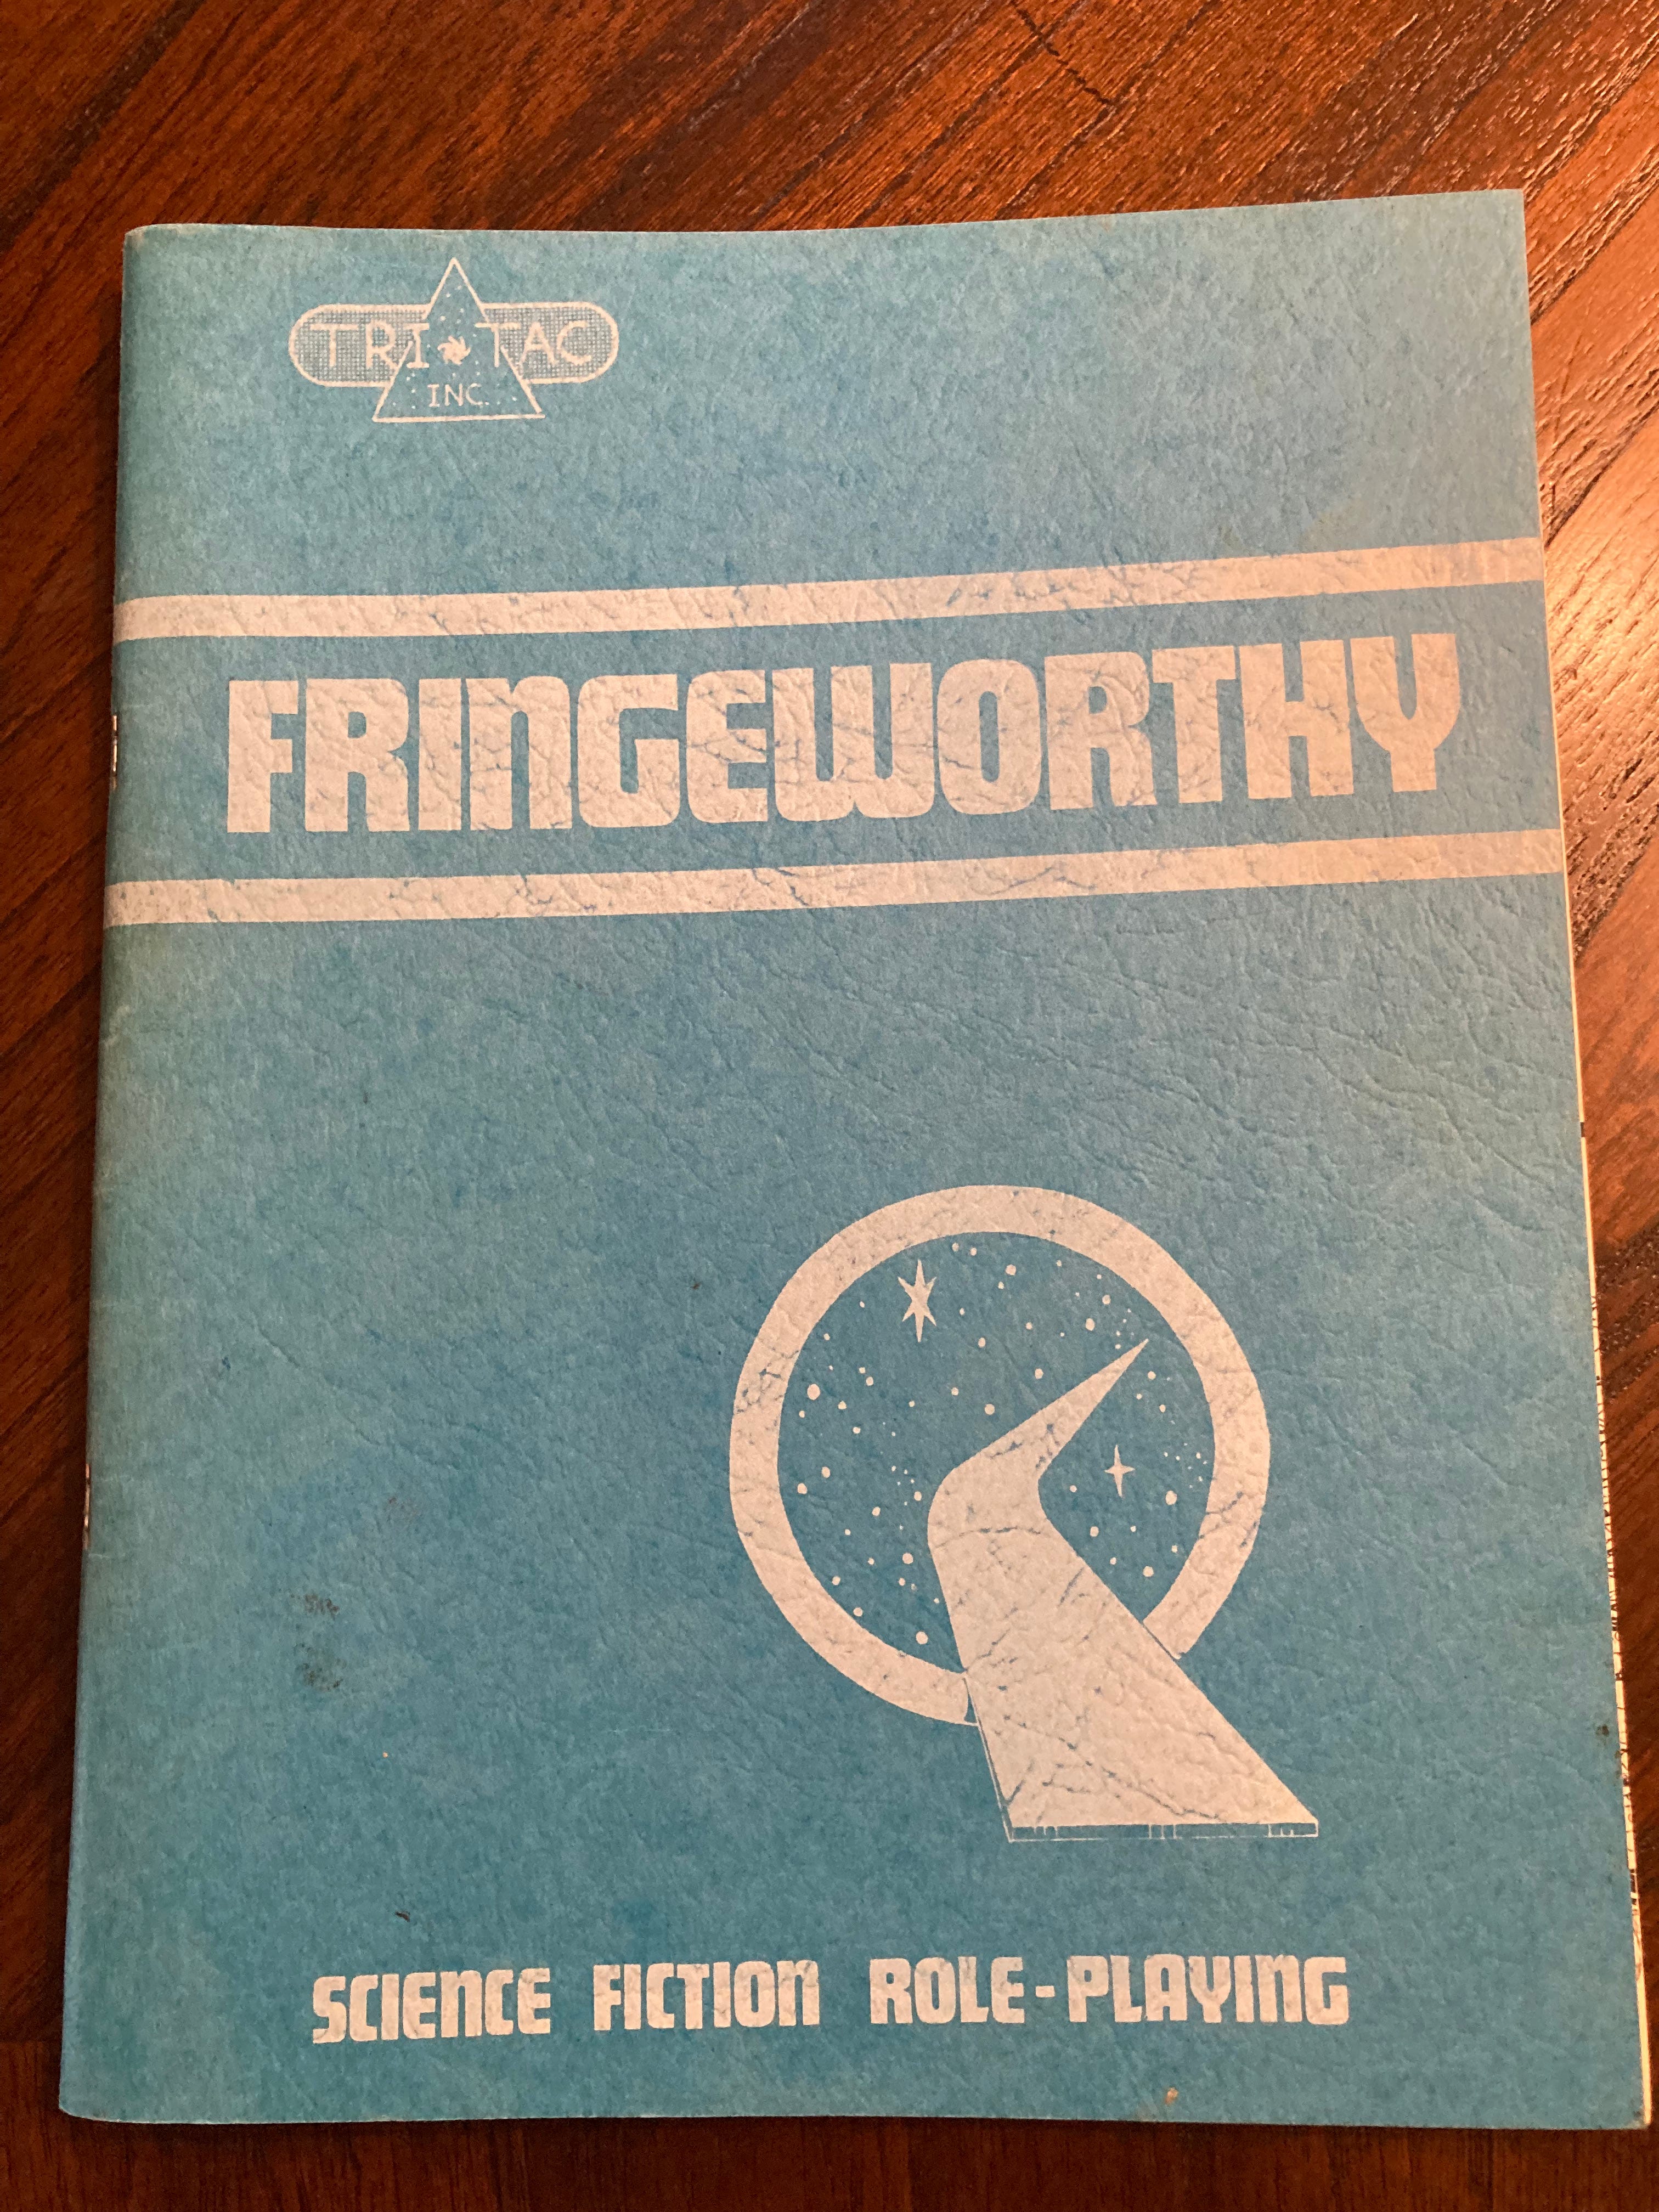 TRI TAC
INC.
FRINGEWORTHY
SCIENCE FICTION ROLE-PLAYING